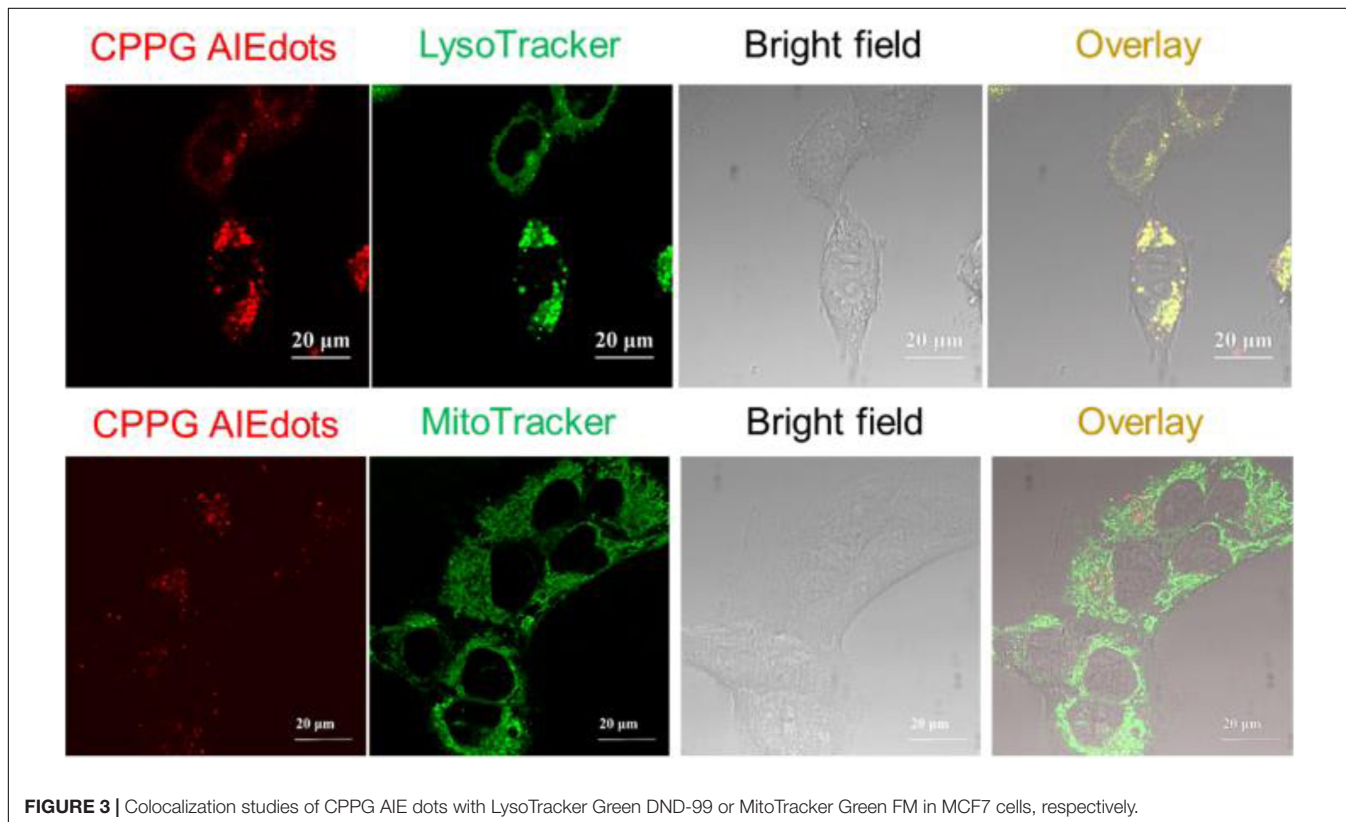 CPPG AIEdots LysoTracker Bright field Overlay
20 μm 20 μm 20 μm 20 μm
CPPG AIEdots MitoTracker Bright field Overlay
20 μm 20 μm 20 μm 20 μm
FIGURE 3 | Colocalization studies of CPPG AIE dots with LysoTracker Green DND-99 or MitoTracker Green FM in MCF7 cells, respectively.